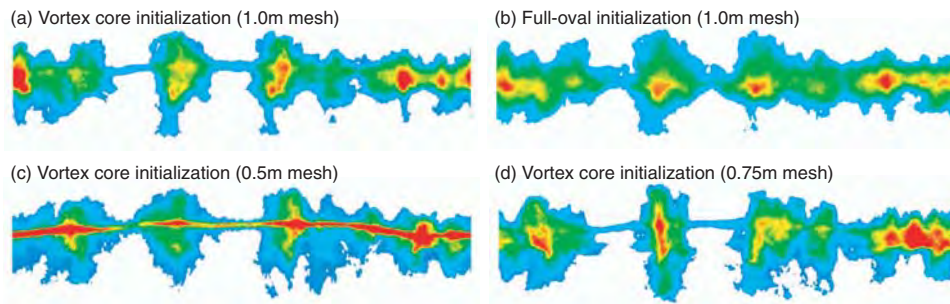 (a) Vortex core initialization (1.0m mesh)
(b) Full-oval initialization (1.0m mesh)
(c) Vortex core initialization (0.5m mesh)
(d) Vortex core initialization (0.75m mesh)